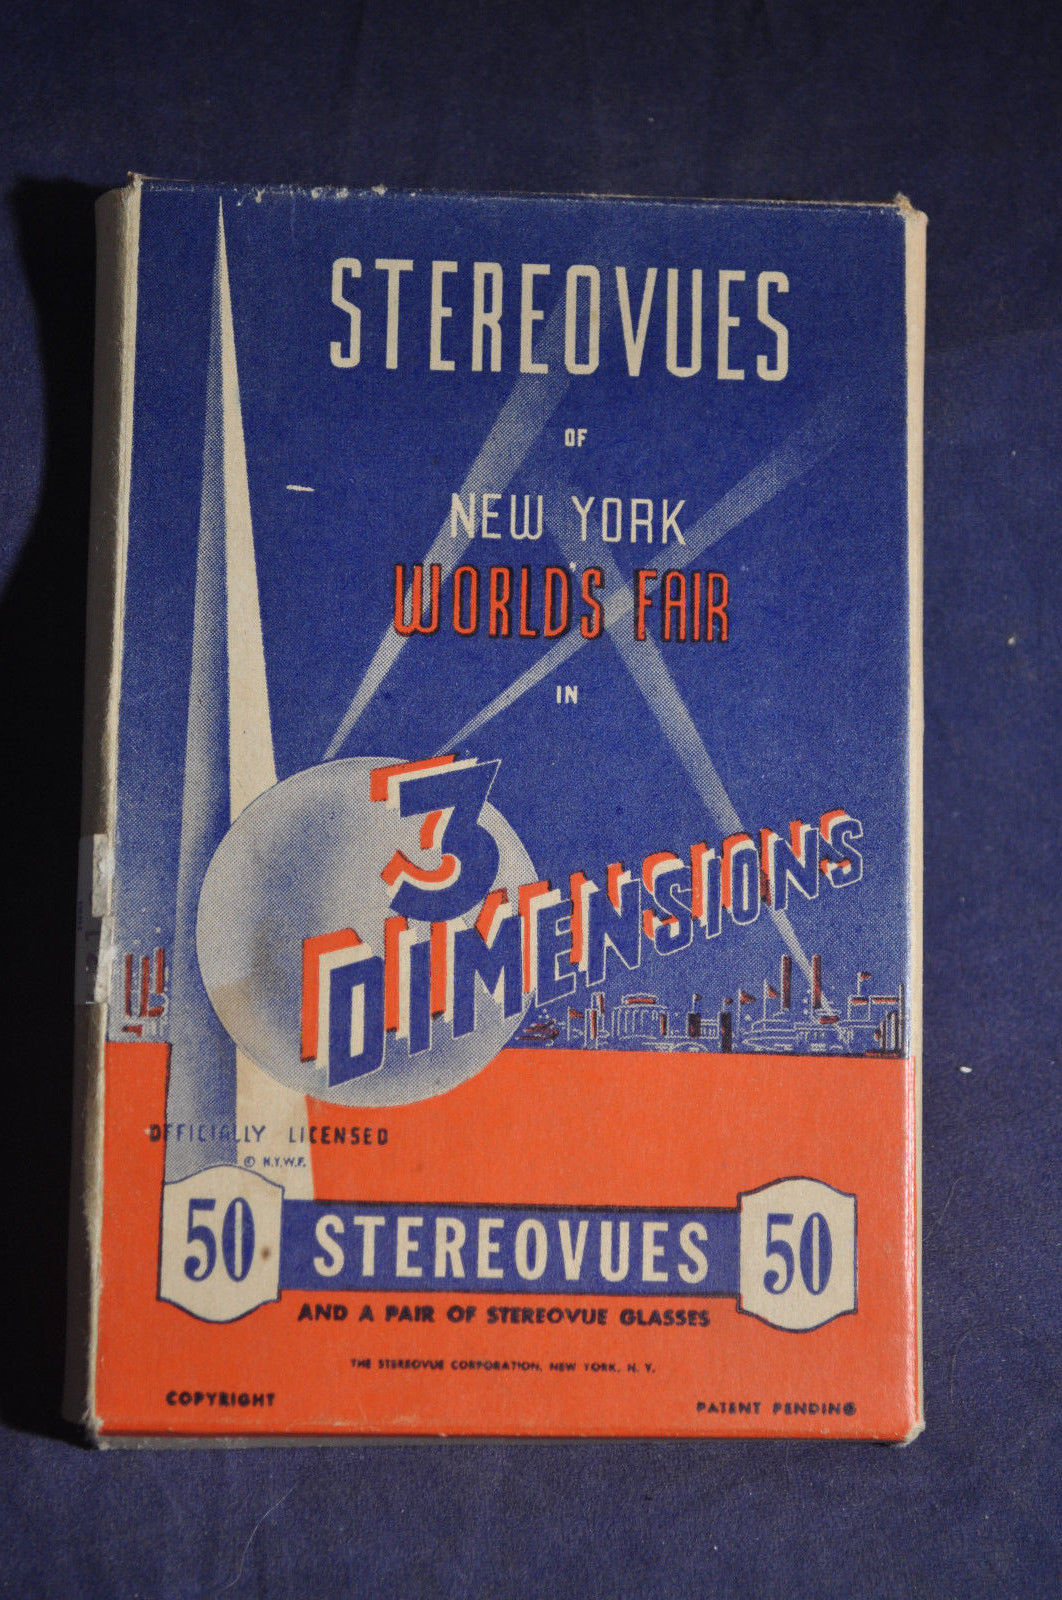 STEREOVUES
OF
NEW YORK
WORLD'S FAIR
IN
3
DIMENSIONS
OFFICIALLY LICENSED
© N.Y.W.F.
50 STEREOVUES 50
AND A PAIR OF STEREOVUE GLASSES
THE STEREOVUE CORPORATION, NEW YORK, N. Y.
COPYRIGHT PATENT PENDING